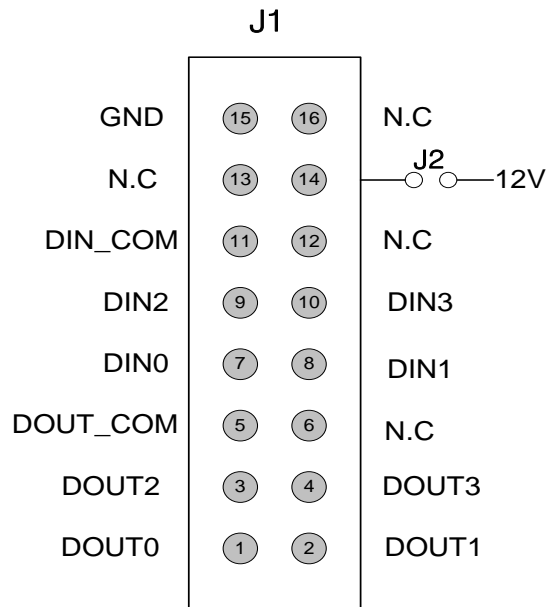 J1
GND 15 16 N.C
N.C 13 14 J2 12V
DIN_COM 11 12 N.C
DIN2 9 10 DIN3
DIN0 7 8 DIN1
DOUT_COM 5 6 N.C
DOUT2 3 4 DOUT3
DOUT0 1 2 DOUT1